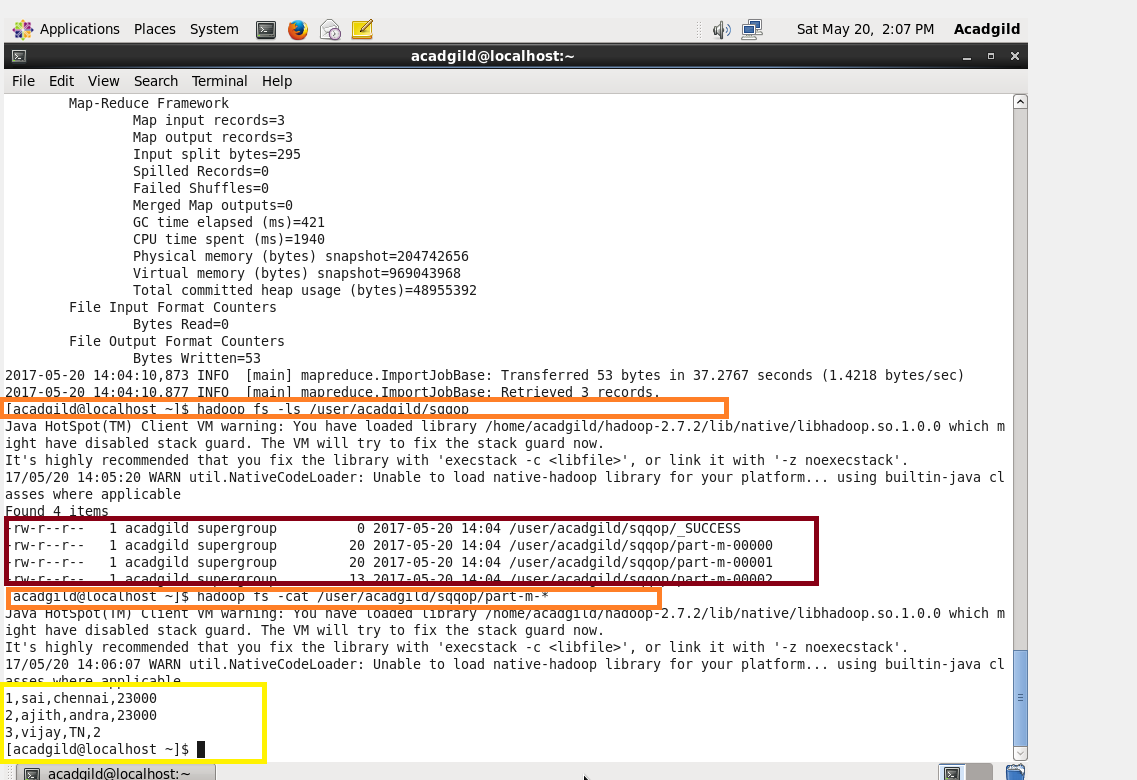 Applications Places System Sat May 20, 2:07 PM Acadgild
acadgild@localhost:~
File Edit View Search Terminal Help
Map-Reduce Framework
Map input records=3
Map output records=3
Input split bytes=295
Spilled Records=0
Failed Shuffles=0
Merged Map outputs=0
GC time elapsed (ms)=421
CPU time spent (ms)=1940
Physical memory (bytes) snapshot=204742656
Virtual memory (bytes) snapshot=969043968
Total committed heap usage (bytes)=48955392
File Input Format Counters
Bytes Read=0
File Output Format Counters
Bytes Written=53
2017-05-20 14:04:10,873 INFO  [main] mapreduce.ImportJobBase: Transferred 53 bytes in 37.2767 seconds (1.4218 bytes/sec)
2017-05-20 14:04:10,877 INFO  [main] mapreduce.ImportJobBase: Retrieved 3 records.
[acadgild@localhost ~]$ hadoop fs -ls /user/acadgild/sqqop
Java HotSpot(TM) Client VM warning: You have loaded library /home/acadgild/hadoop-2.7.2/lib/native/libhadoop.so.1.0.0 which m
ight have disabled stack guard. The VM will try to fix the stack guard now.
It's highly recommended that you fix the library with 'execstack -c <libfile>', or link it with '-z noexecstack'.
17/05/20 14:05:20 WARN util.NativeCodeLoader: Unable to load native-hadoop library for your platform... using builtin-java cl
asses where applicable
Found 4 items
-rw-r--r--   1 acadgild supergroup          0 2017-05-20 14:04 /user/acadgild/sqqop/_SUCCESS
-rw-r--r--   1 acadgild supergroup         20 2017-05-20 14:04 /user/acadgild/sqqop/part-m-00000
-rw-r--r--   1 acadgild supergroup         20 2017-05-20 14:04 /user/acadgild/sqqop/part-m-00001
-rw-r--r--   1 acadgild supergroup         13 2017-05-20 14:04 /user/acadgild/sqqop/part-m-00002
[acadgild@localhost ~]$ hadoop fs -cat /user/acadgild/sqqop/part-m-*
Java HotSpot(TM) Client VM warning: You have loaded library /home/acadgild/hadoop-2.7.2/lib/native/libhadoop.so.1.0.0 which m
ight have disabled stack guard. The VM will try to fix the stack guard now.
It's highly recommended that you fix the library with 'execstack -c <libfile>', or link it with '-z noexecstack'.
17/05/20 14:06:07 WARN util.NativeCodeLoader: Unable to load native-hadoop library for your platform... using builtin-java cl
asses where applicable
1,sai,chennai,23000
2,ajith,andra,23000
3,vijay,TN,2
[acadgild@localhost ~]$
acadgild@localhost:~